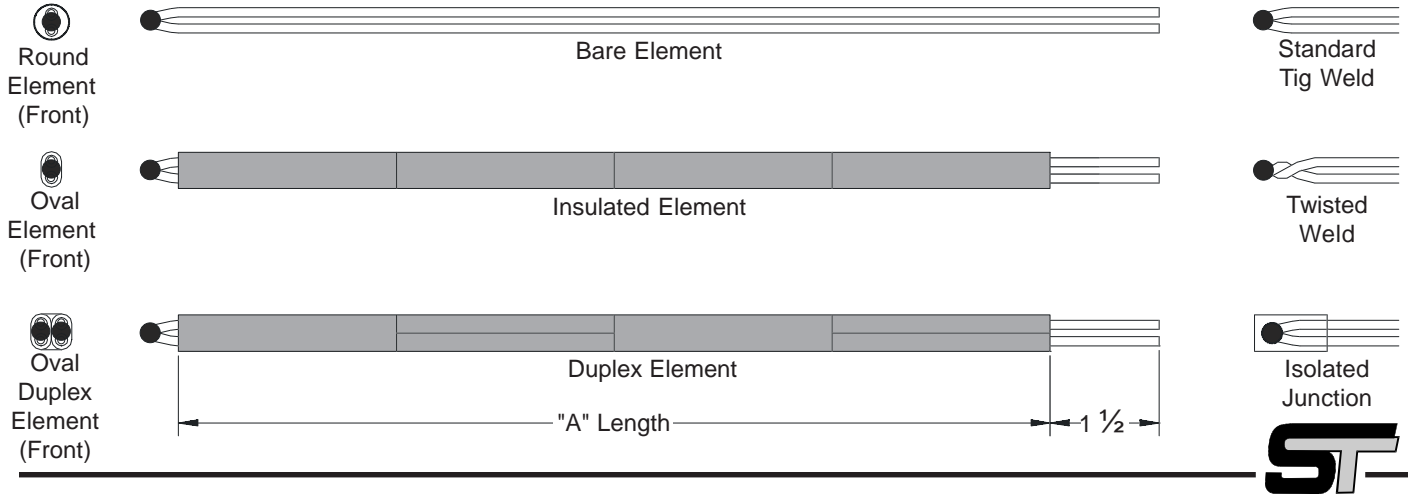 Round
Element
(Front)
Bare Element
Standard
Tig Weld
Oval
Element
(Front)
Insulated Element
Twisted
Weld
Oval
Duplex
Element
(Front)
Duplex Element
"A" Length
1 ½
Isolated
Junction
ST